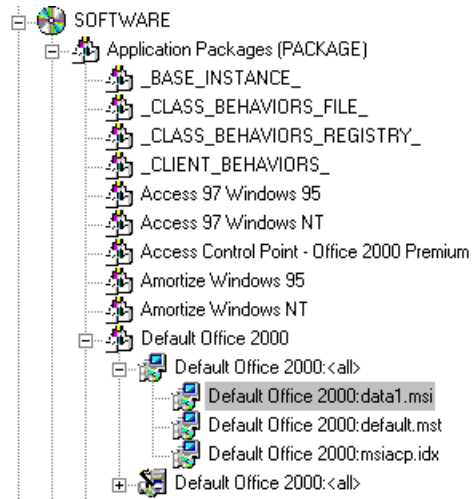 SOFTWARE
Application Packages (PACKAGE)
_BASE_INSTANCE_
_CLASS_BEHAVIORS_FILE_
_CLASS_BEHAVIORS_REGISTRY_
_CLIENT_BEHAVIORS_
Access 97 Windows 95
Access 97 Windows NT
Access Control Point - Office 2000 Premium
Amortize Windows 95
Amortize Windows NT
Default Office 2000
Default Office 2000:<all>
Default Office 2000:data1.msi
Default Office 2000:default.mst
Default Office 2000:msiacp.idx
Default Office 2000:<all>